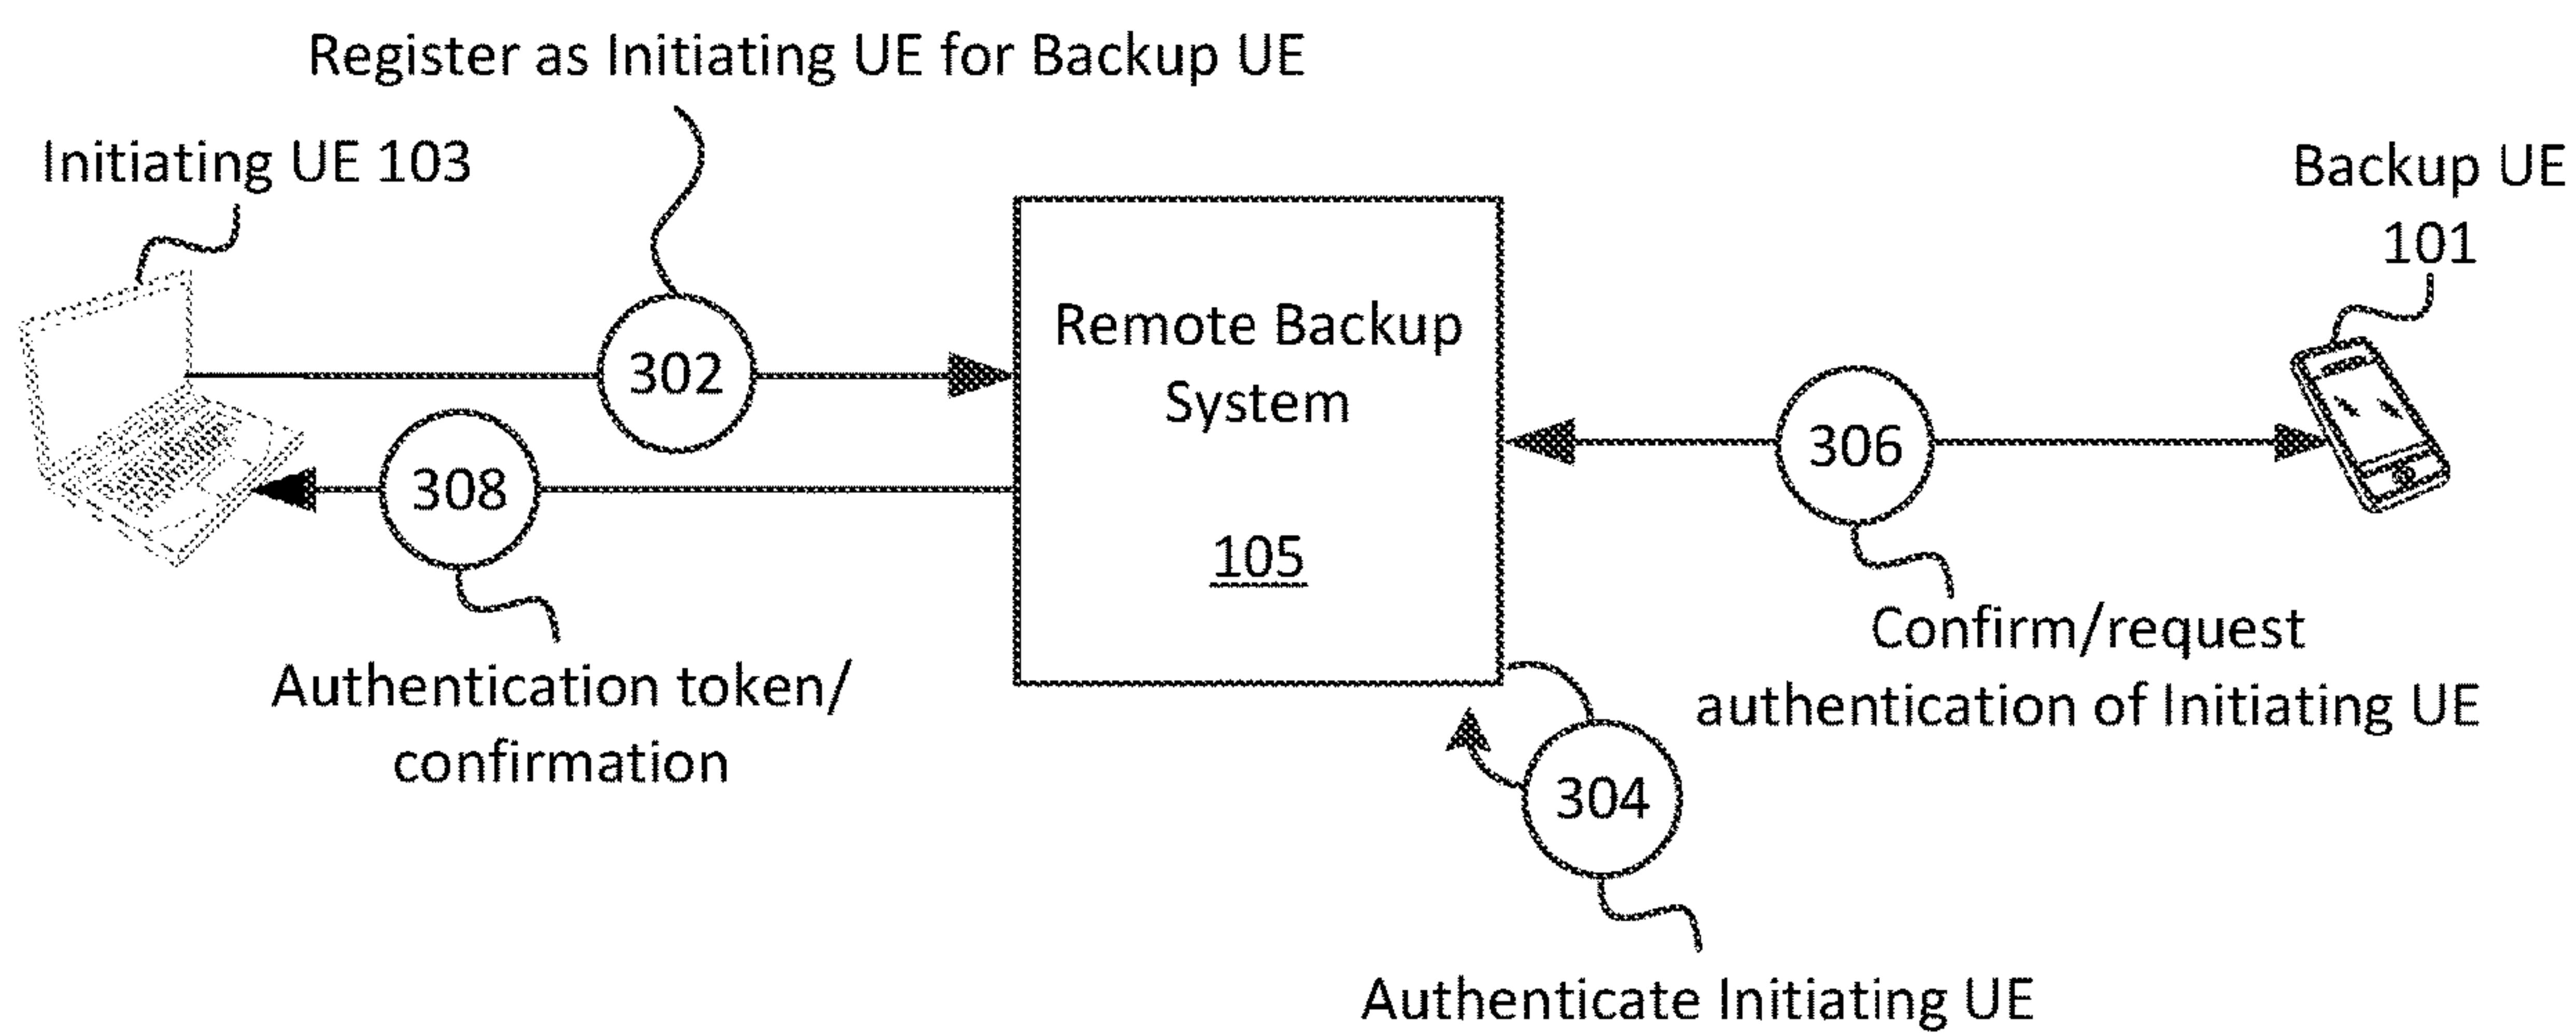 Register as Initiating UE for Backup UE
Initiating UE 103
Backup UE
101
Remote Backup
System
105
302
308
306
Confirm/request
authentication of Initiating UE
Authentication token/
confirmation
304
Authenticate Initiating UE